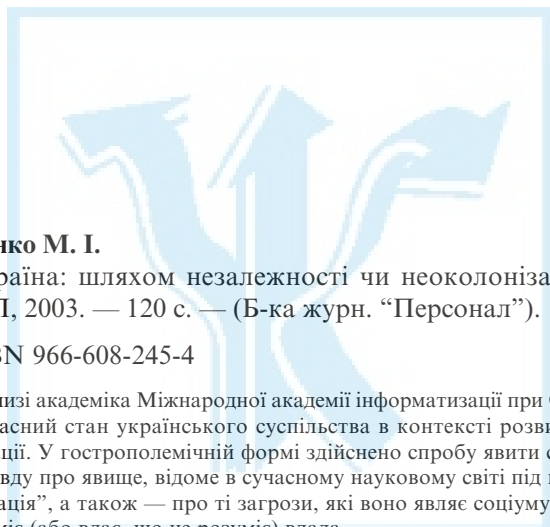 нко М. І.
раїна: шляхом незалежності чи неоколоніза
П, 2003. — 120 с. — (Б-ка журн. “Персонал”).
BN 966-608-245-4
изі академіка Міжнародної академії інформатизації при
асний стан українського суспільства в контексті розви
ації. У гострополемічній формі здійснено спробу явити с
вду про явище, відоме в сучасному науковому світі під
ація”, а також — про ті загрози, які воно являє соціуму